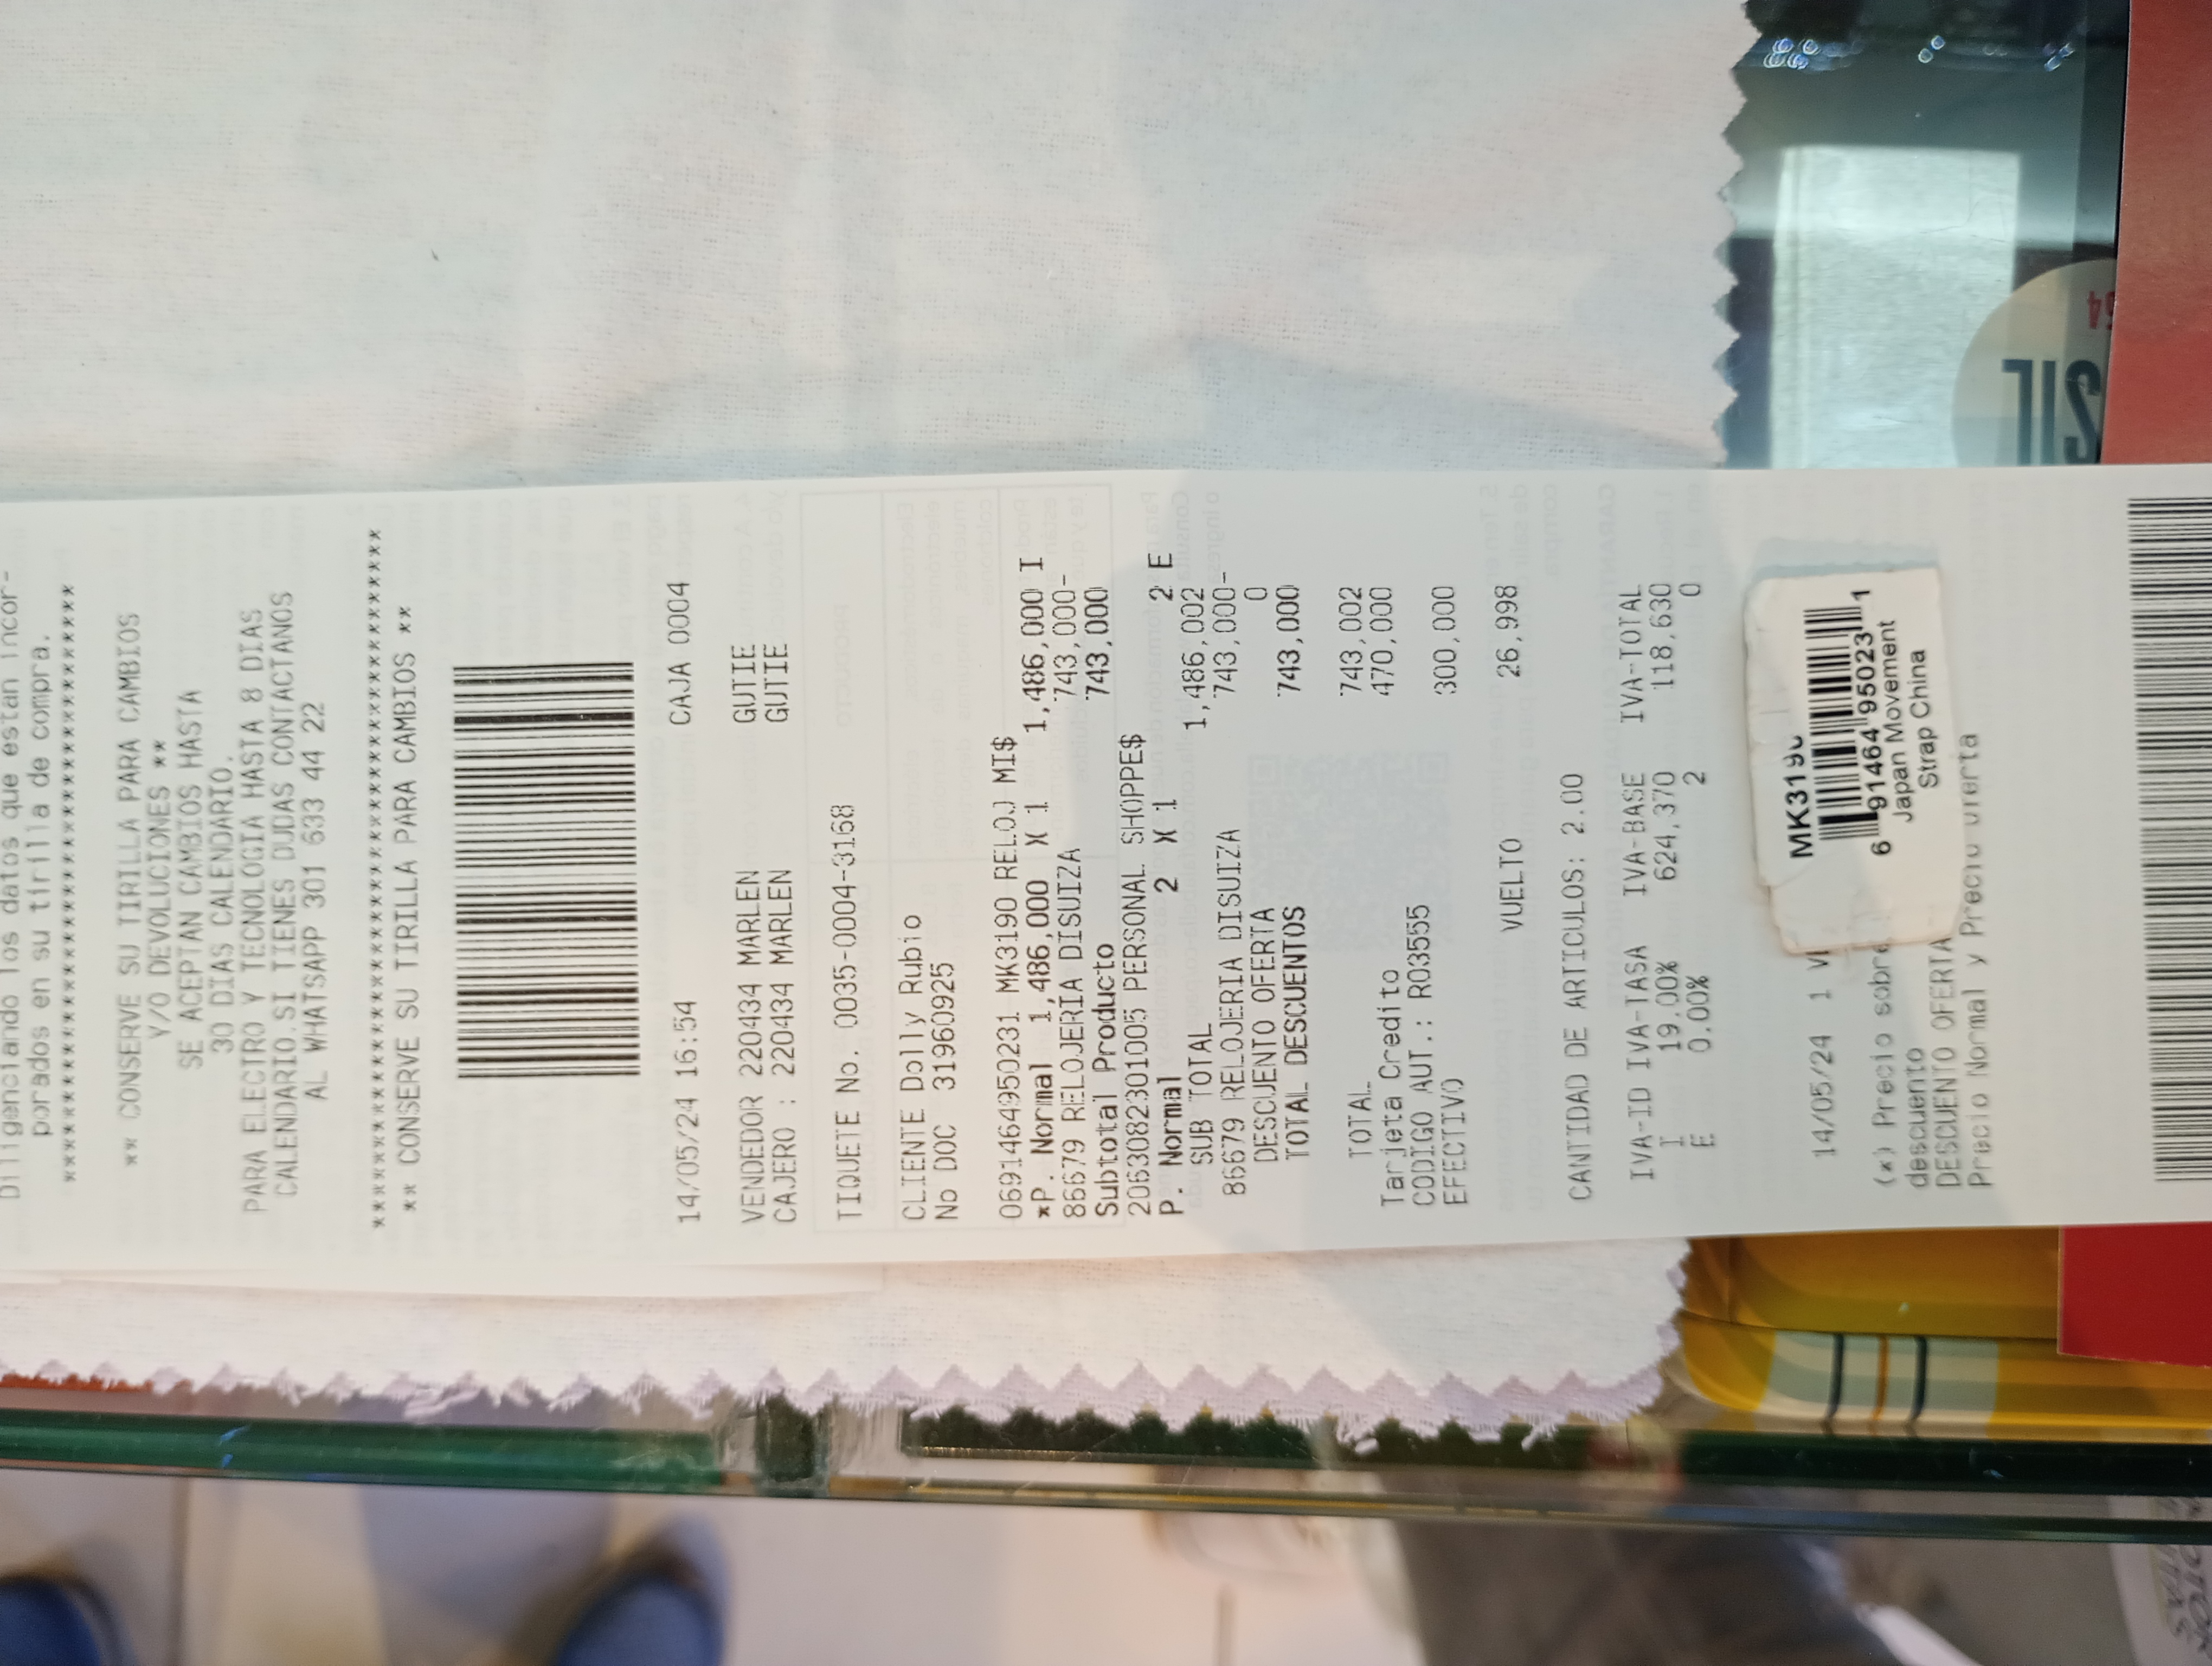 Diligenciando los datos que estan incor-
porados en su tirilla de compra.
****************************************
** CONSERVE SU TIRILLA PARA CAMBIOS
Y/O DEVOLUCIONES **
SE ACEPTAN CAMBIOS HASTA
30 DIAS CALENDARIO.
PARA ELECTRO Y TECNOLOGIA HASTA 8 DIAS
CALENDARIO.SI TIENES DUDAS CONTACTANOS
AL WHATSAPP 301 633 44 22
****************************************
** CONSERVE SU TIRILLA PARA CAMBIOS **
14/05/24 16:54 CAJA 0004
VENDEDOR 220434 MARLEN GUTIE
CAJERO : 220434 MARLEN GUTIE
TIQUETE No. 0035-0004-3168
CLIENTE Dolly Rubio
No DOC 31960925
0691464950231 MK3190 RELOJ MI$
*P. Normal 1,486,000 X 1 1,486,000 I
86679 RELOJERIA DISUIZA 743,000-
Subtotal Producto 743,000
2063082301005 PERSONAL SHOPPE$
P. Normal 2 X 1 2 E
SUB TOTAL 1,486,002
86679 RELOJERIA DISUIZA 743,000-
DESCUENTO OFERTA 0
TOTAL DESCUENTOS 743,000
TOTAL 743,002
Tarjeta Credito 470,000
CODIGO AUT.: R03555
EFECTIVO 300,000
VUELTO 26,998
CANTIDAD DE ARTICULOS: 2.00
IVA-ID IVA-TASA IVA-BASE IVA-TOTAL
I 19.00% 624,370 118,630
E 0.00% 2 0
14/05/24 1
(*) Precio sobre
descuento
DESCUENTO OFERTA
Precio Normal y Precio Oferta
MK3190
6 91464 95023 1
Japan Movement
Strap China
SIL
64